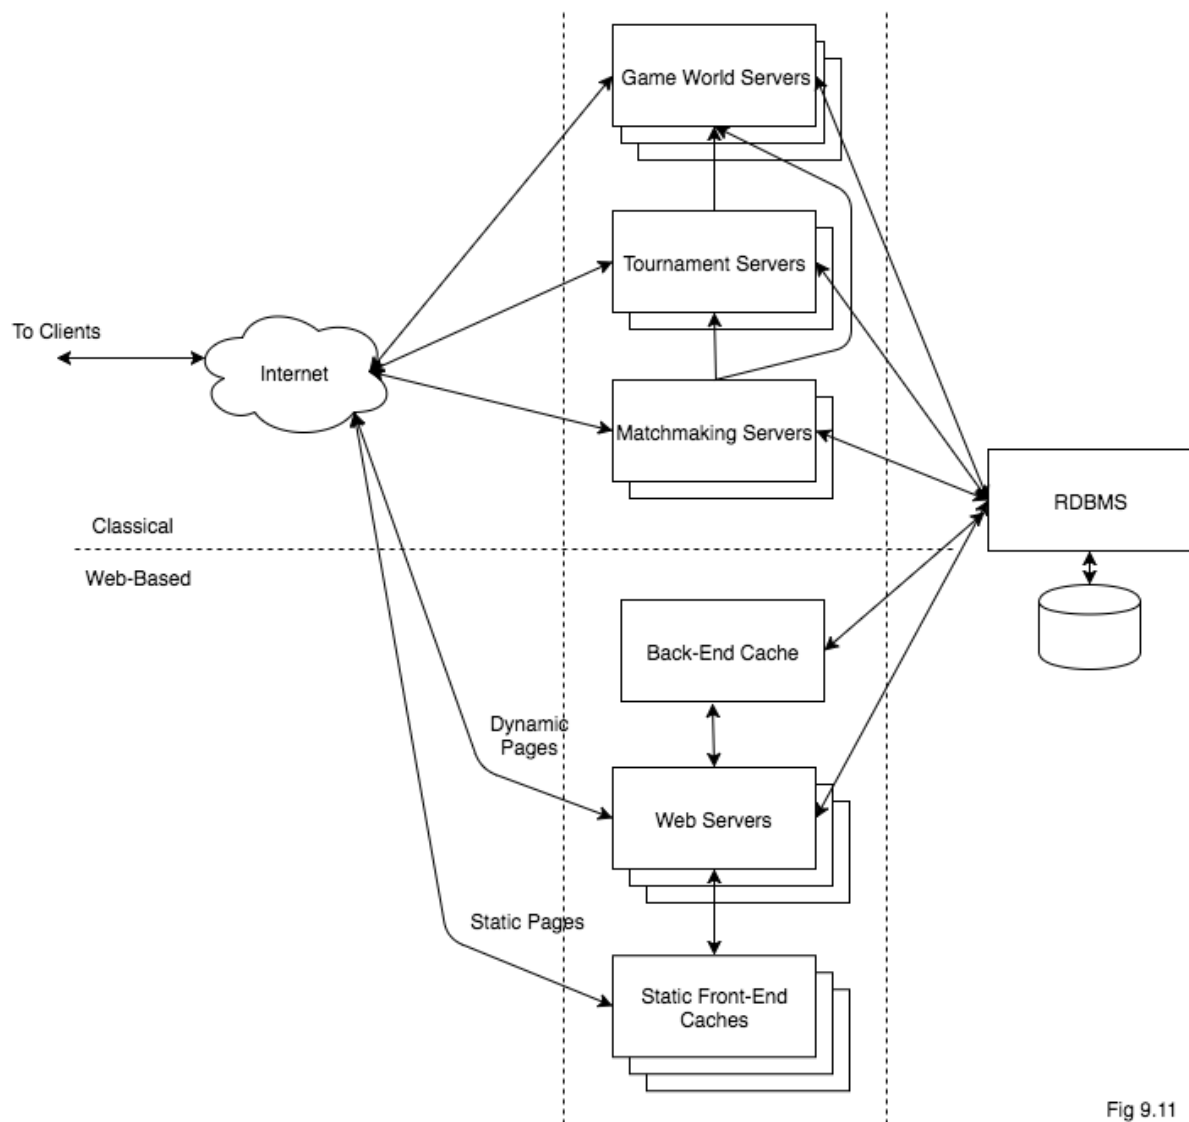 Game World Servers
Tournament Servers
To Clients
Internet
Matchmaking Servers
RDBMS
Classical
Web-Based
Back-End Cache
Dynamic
Pages
Web Servers
Static Pages
Static Front-End
Caches
Fig 9.11